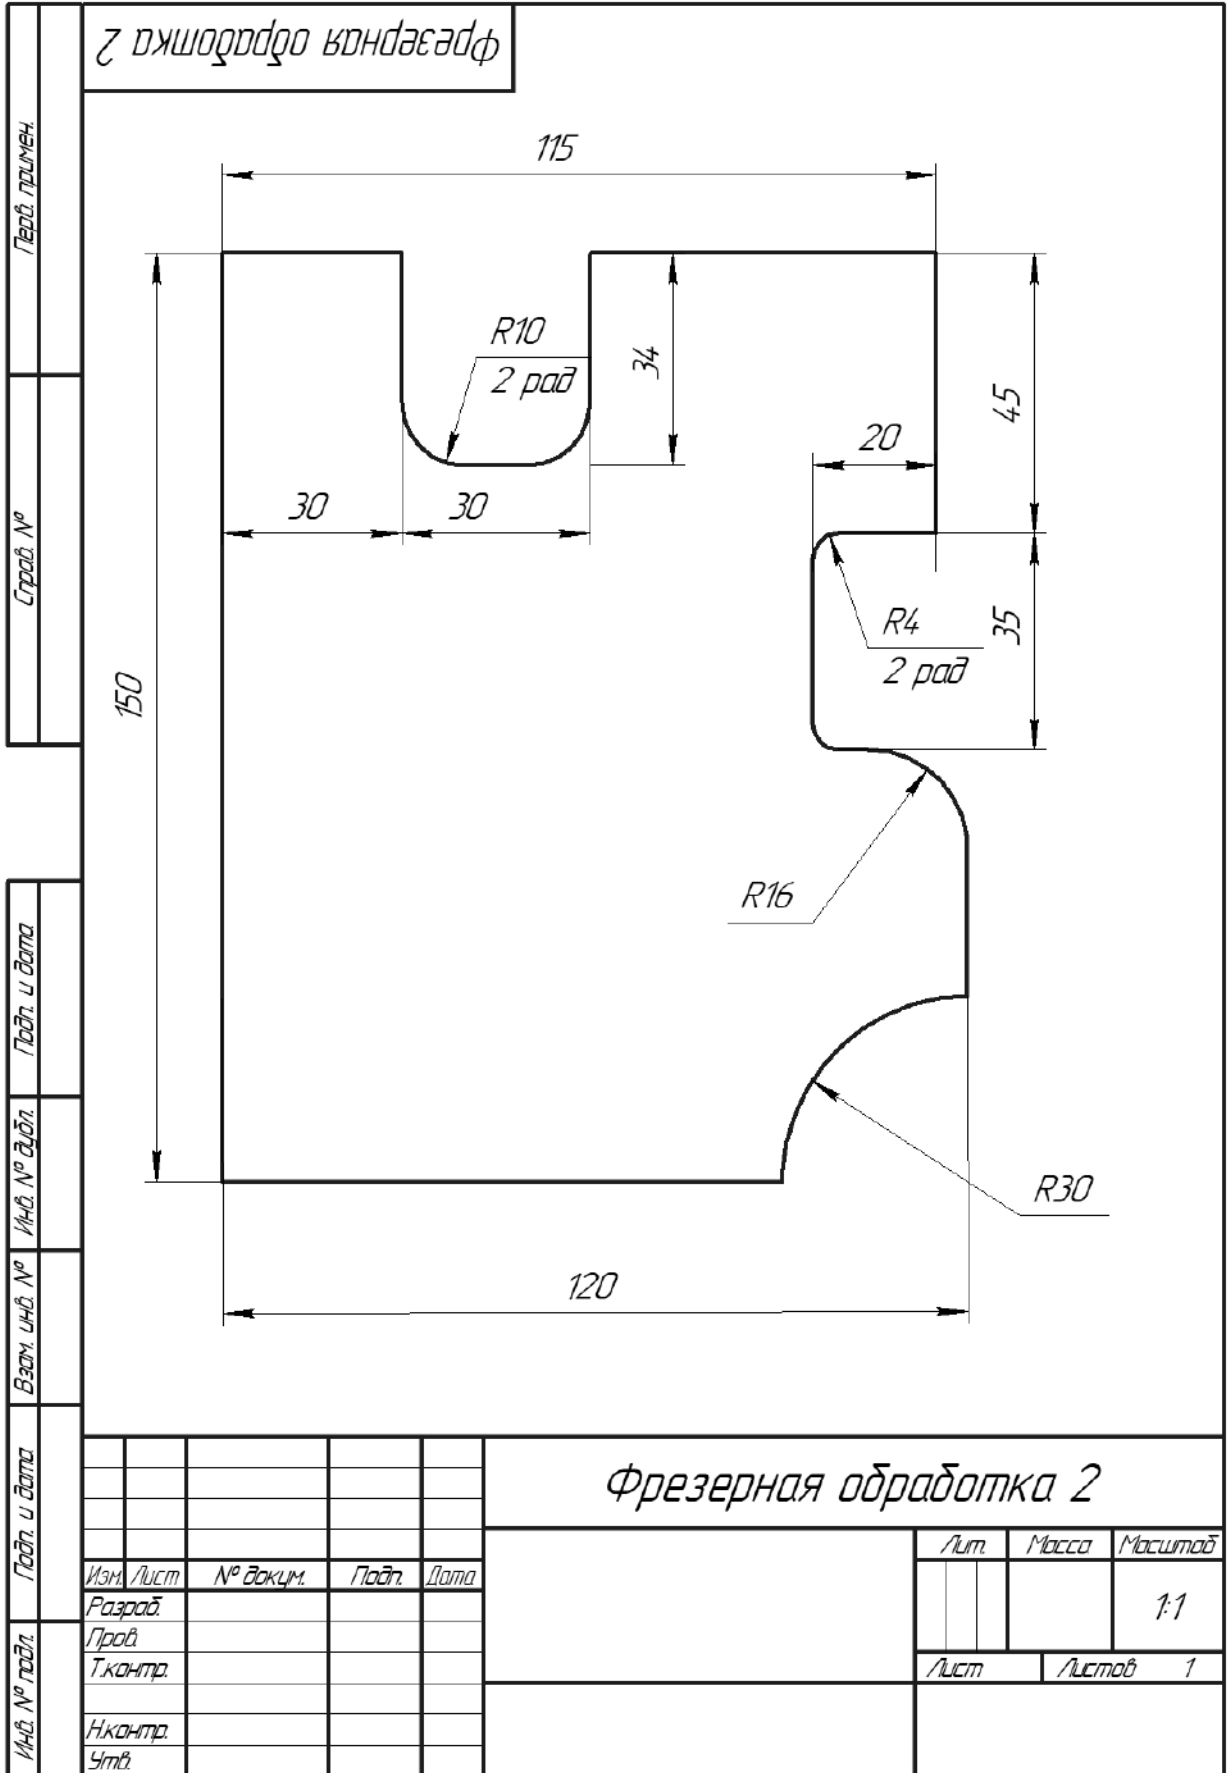 Фрезерная обработка 2
Перв. примен.
Справ. №
Подп. и дата
Инв. № дубл.
Взам. инв. №
Подп. и дата
Инв. № подл.
115
R10
2 рад
34
45
20
30
30
R4
2 рад
35
150
R16
R30
120
Фрезерная обработка 2
Лит. Масса Масштаб
Изм. Лист № докум. Подп. Дата
Разраб.
1:1
Пров.
Т.контр.
Лист Листов 1
Н.контр.
Утв.